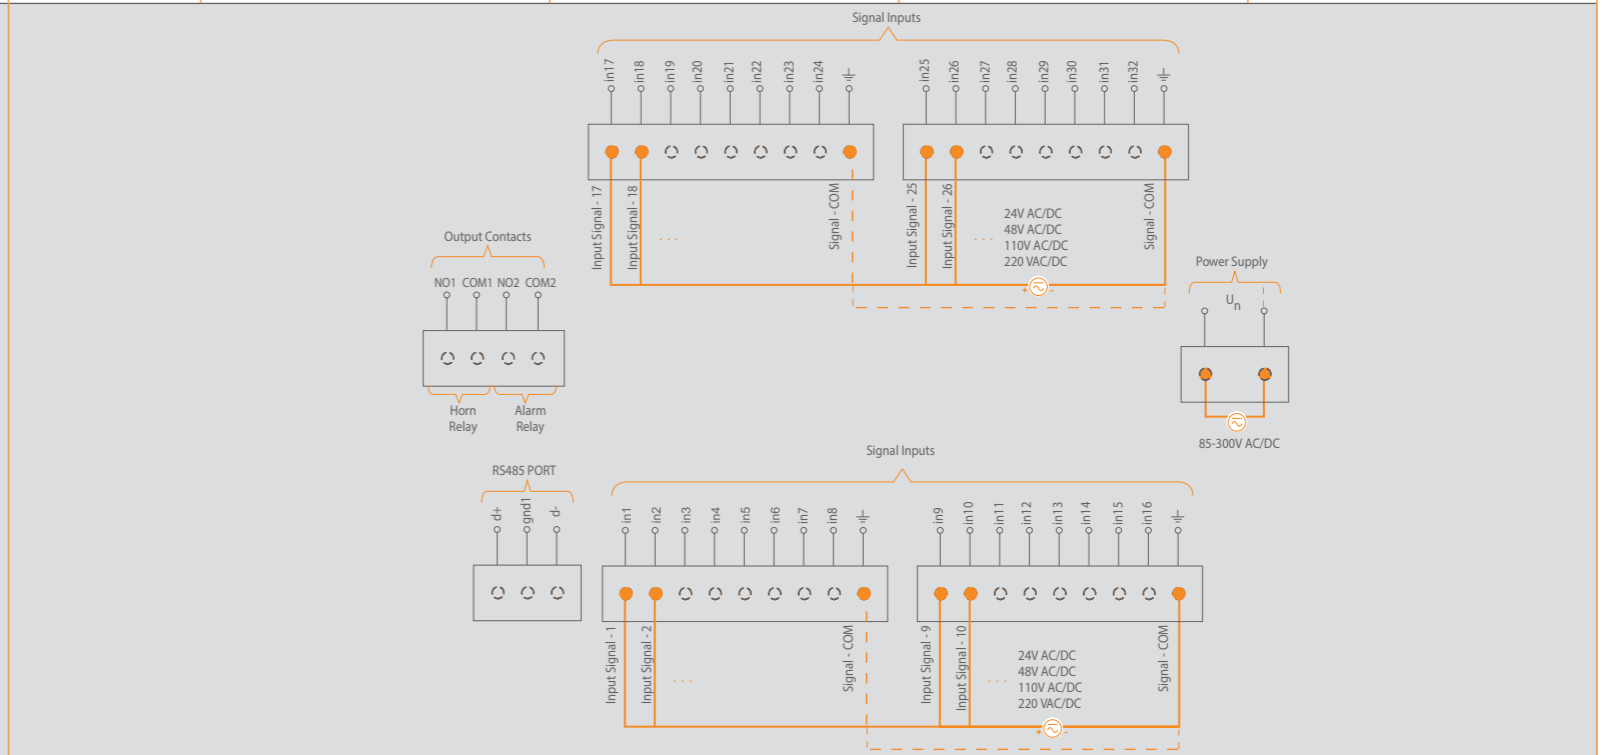 Signal Inputs
in17 in18 in19 in20 in21 in22 in23 in24
in25 in26 in27 in28 in29 in30 in31 in32
Input Signal - 17
Input Signal - 18
...
Signal - COM
Input Signal - 25
Input Signal - 26
...
24V AC/DC
48V AC/DC
110V AC/DC
220 VAC/DC
Signal - COM
+ -
Output Contacts
NO1 COM1 NO2 COM2
Horn
Relay
Alarm
Relay
Power Supply
Un
85-300V AC/DC
RS485 PORT
d+ gnd1 d-
Signal Inputs
in1 in2 in3 in4 in5 in6 in7 in8
in9 in10 in11 in12 in13 in14 in15 in16
Input Signal - 1
Input Signal - 2
...
Signal - COM
Input Signal - 9
Input Signal - 10
...
24V AC/DC
48V AC/DC
110V AC/DC
220 VAC/DC
Signal - COM
+ -